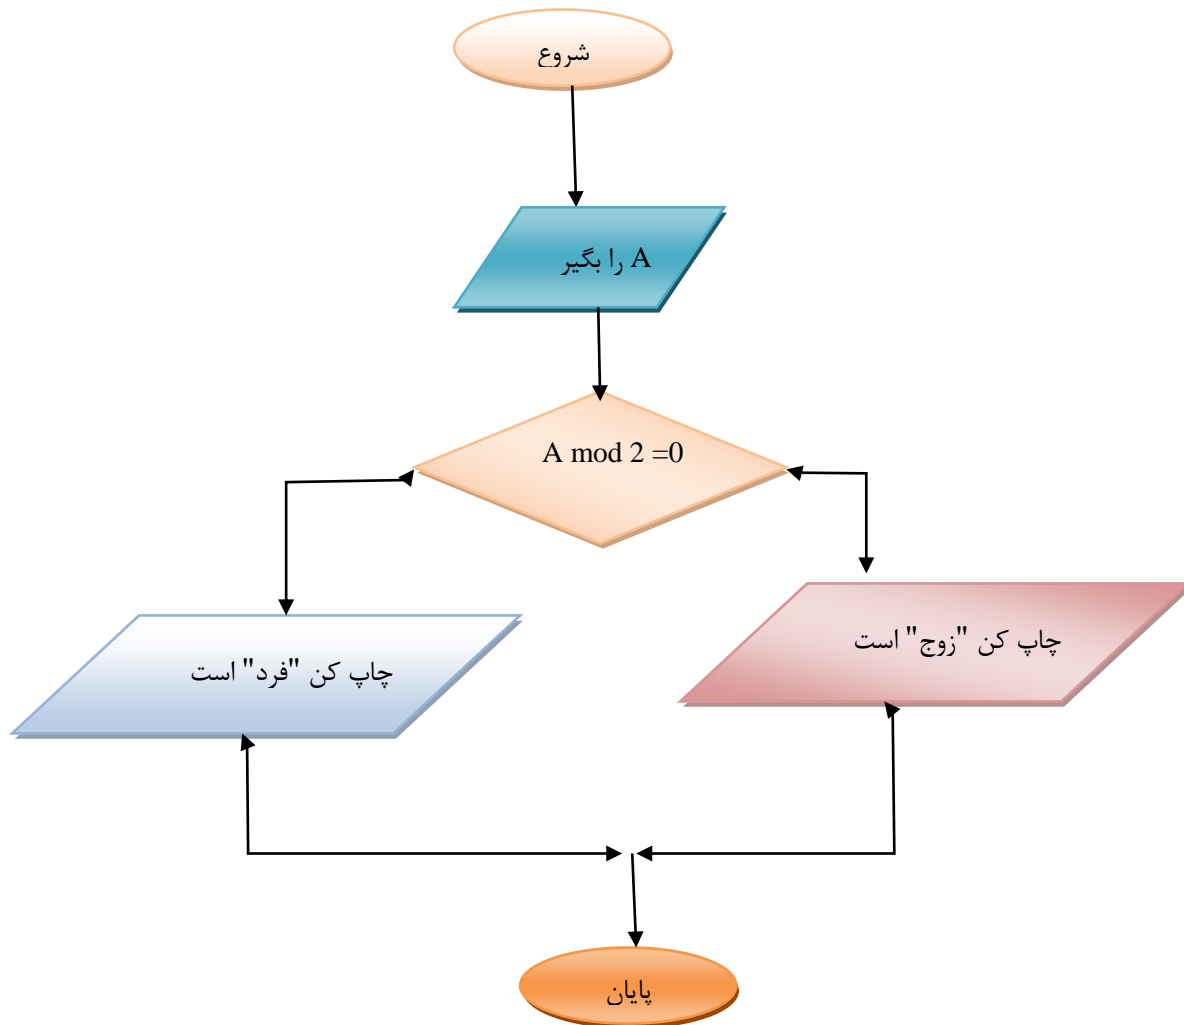 شروع
A را بگیر
A mod 2 =0
چاپ کن "زوج" است
چاپ کن "فرد" است
پایان